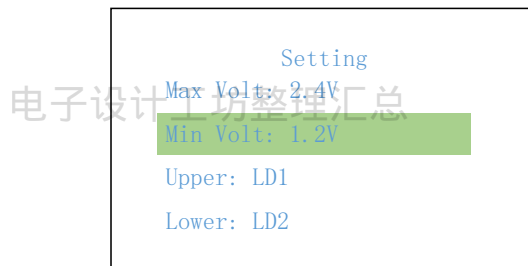 Setting
Max Volt: 2.4V
电子设计工坊整理汇总
Min Volt: 1.2V
Upper: LD1
Lower: LD2